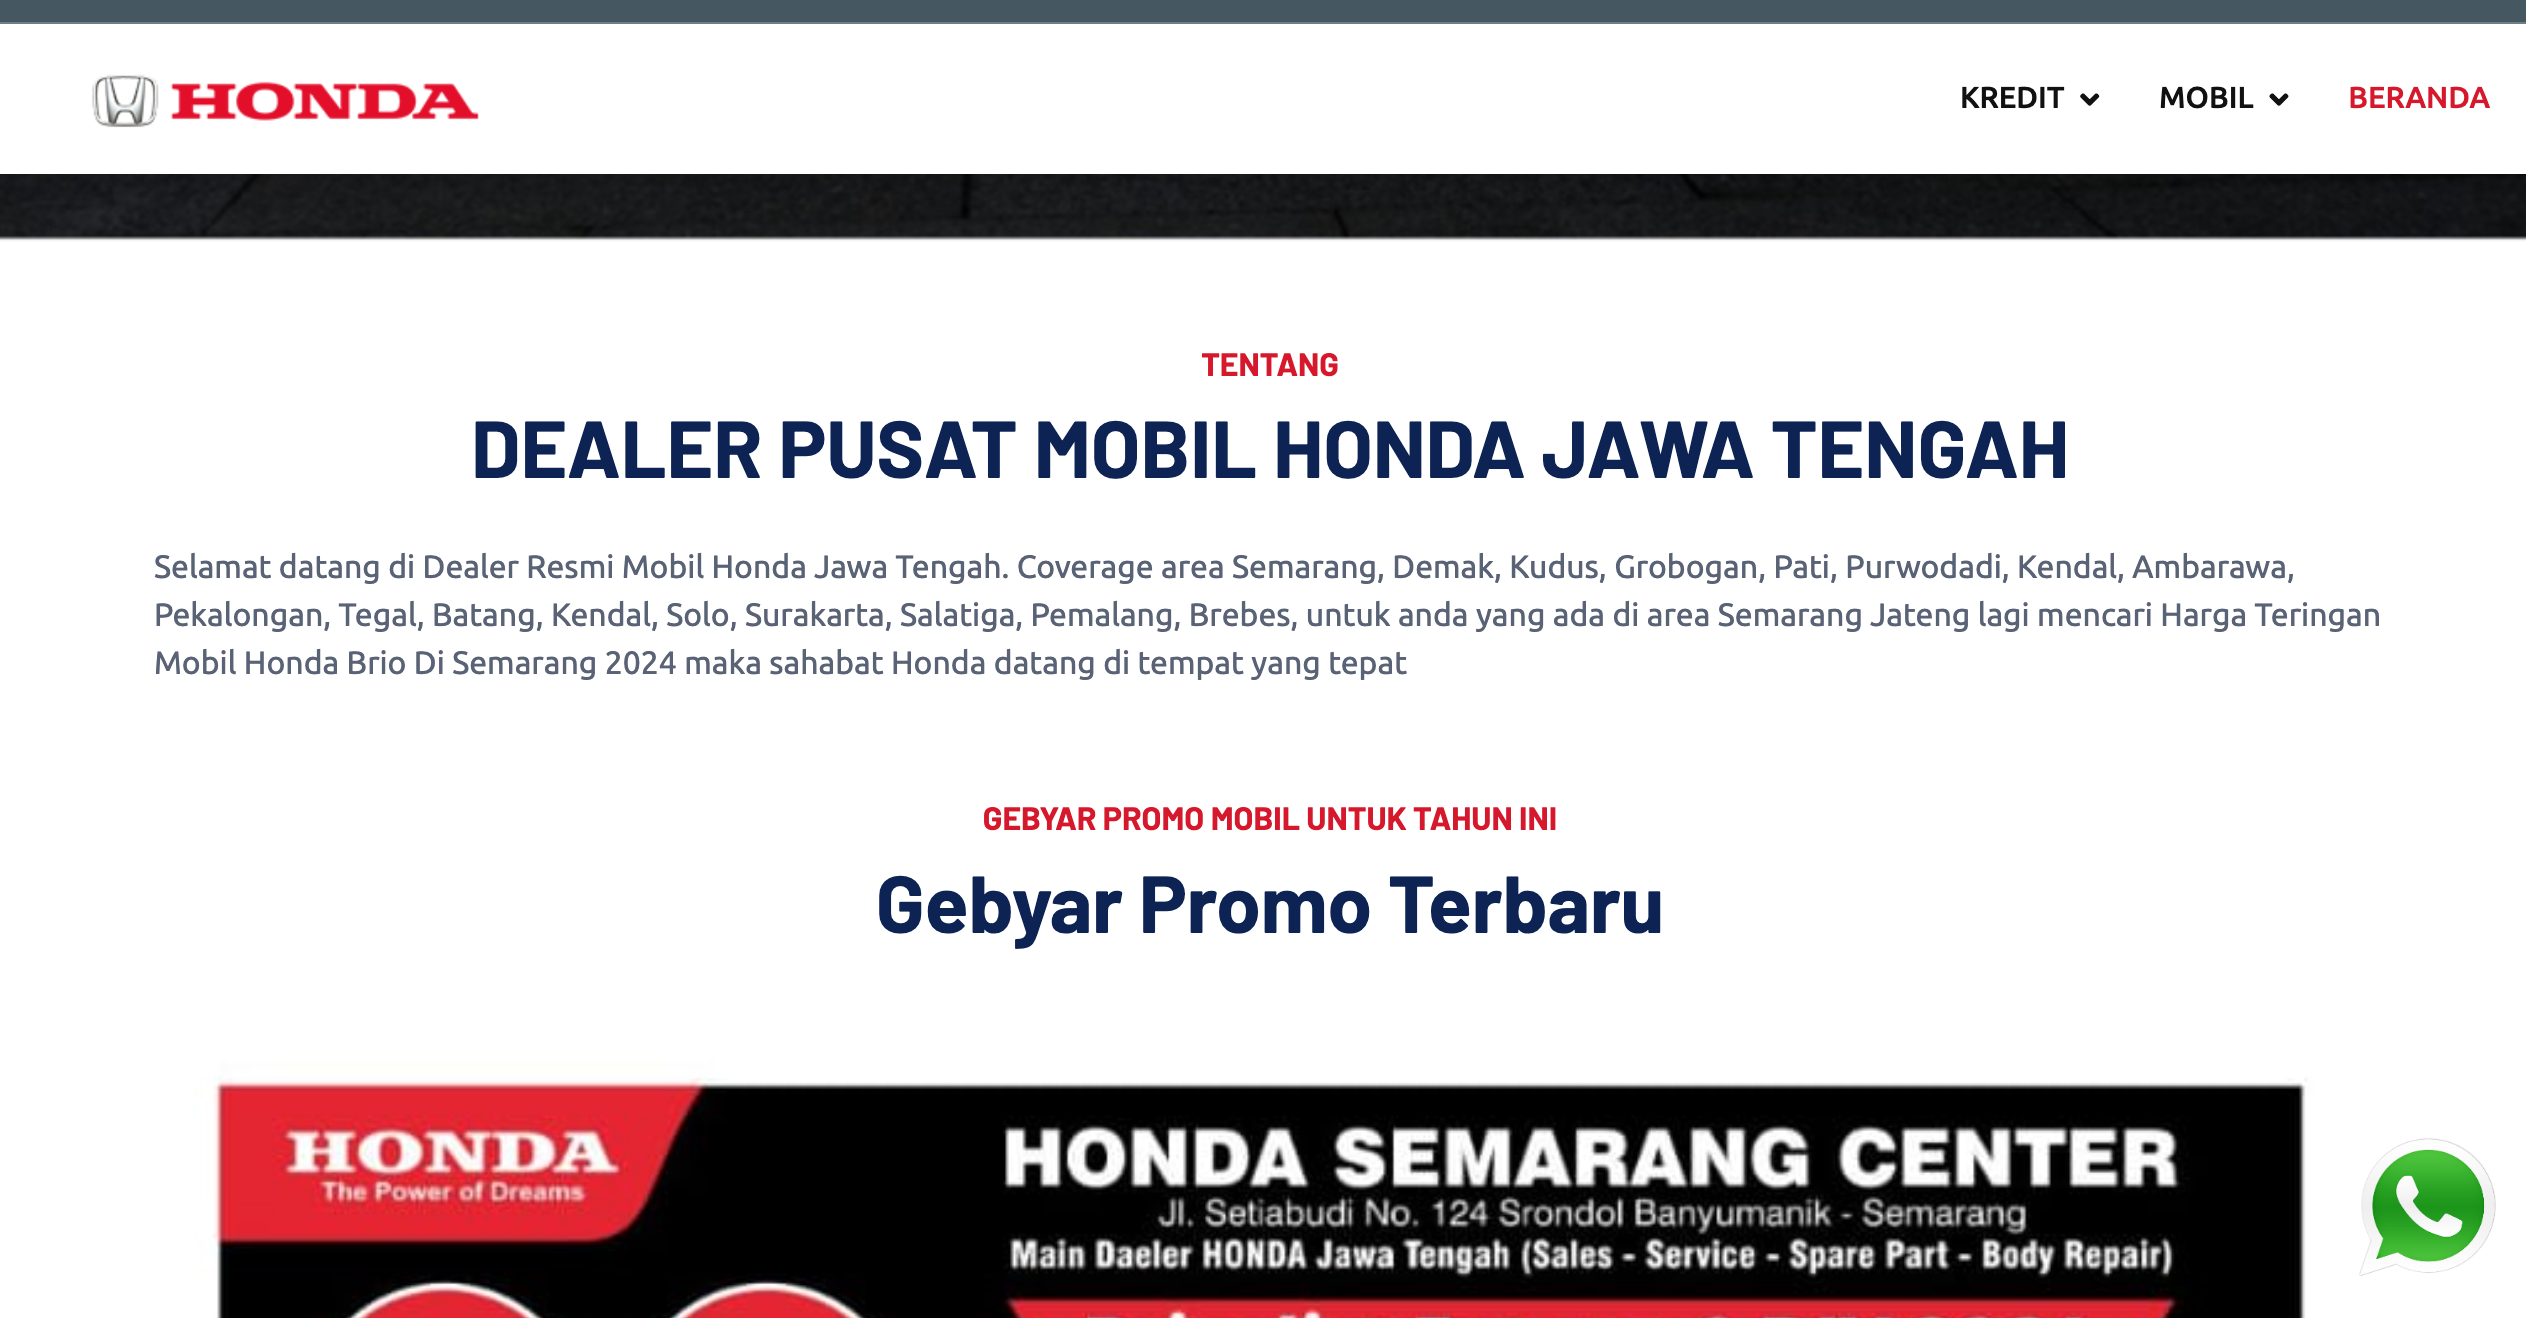 HONDA
KREDIT
MOBIL
BERANDA
TENTANG
DEALER PUSAT MOBIL HONDA JAWA TENGAH
Selamat datang di Dealer Resmi Mobil Honda Jawa Tengah. Coverage area Semarang, Demak, Kudus, Grobogan, Pati, Purwodadi, Kendal, Ambarawa,
Pekalongan, Tegal, Batang, Kendal, Solo, Surakarta, Salatiga, Pemalang, Brebes, untuk anda yang ada di area Semarang Jateng lagi mencari Harga Teringan
Mobil Honda Brio Di Semarang 2024 maka sahabat Honda datang di tempat yang tepat
GEBYAR PROMO MOBIL UNTUK TAHUN INI
Gebyar Promo Terbaru
HONDA
The Power of Dreams
HONDA SEMARANG CENTER
Jl. Setiabudi No. 124 Srondol Banyumanik - Semarang
Main Daeler HONDA Jawa Tengah (Sales - Service - Spare Part - Body Repair)